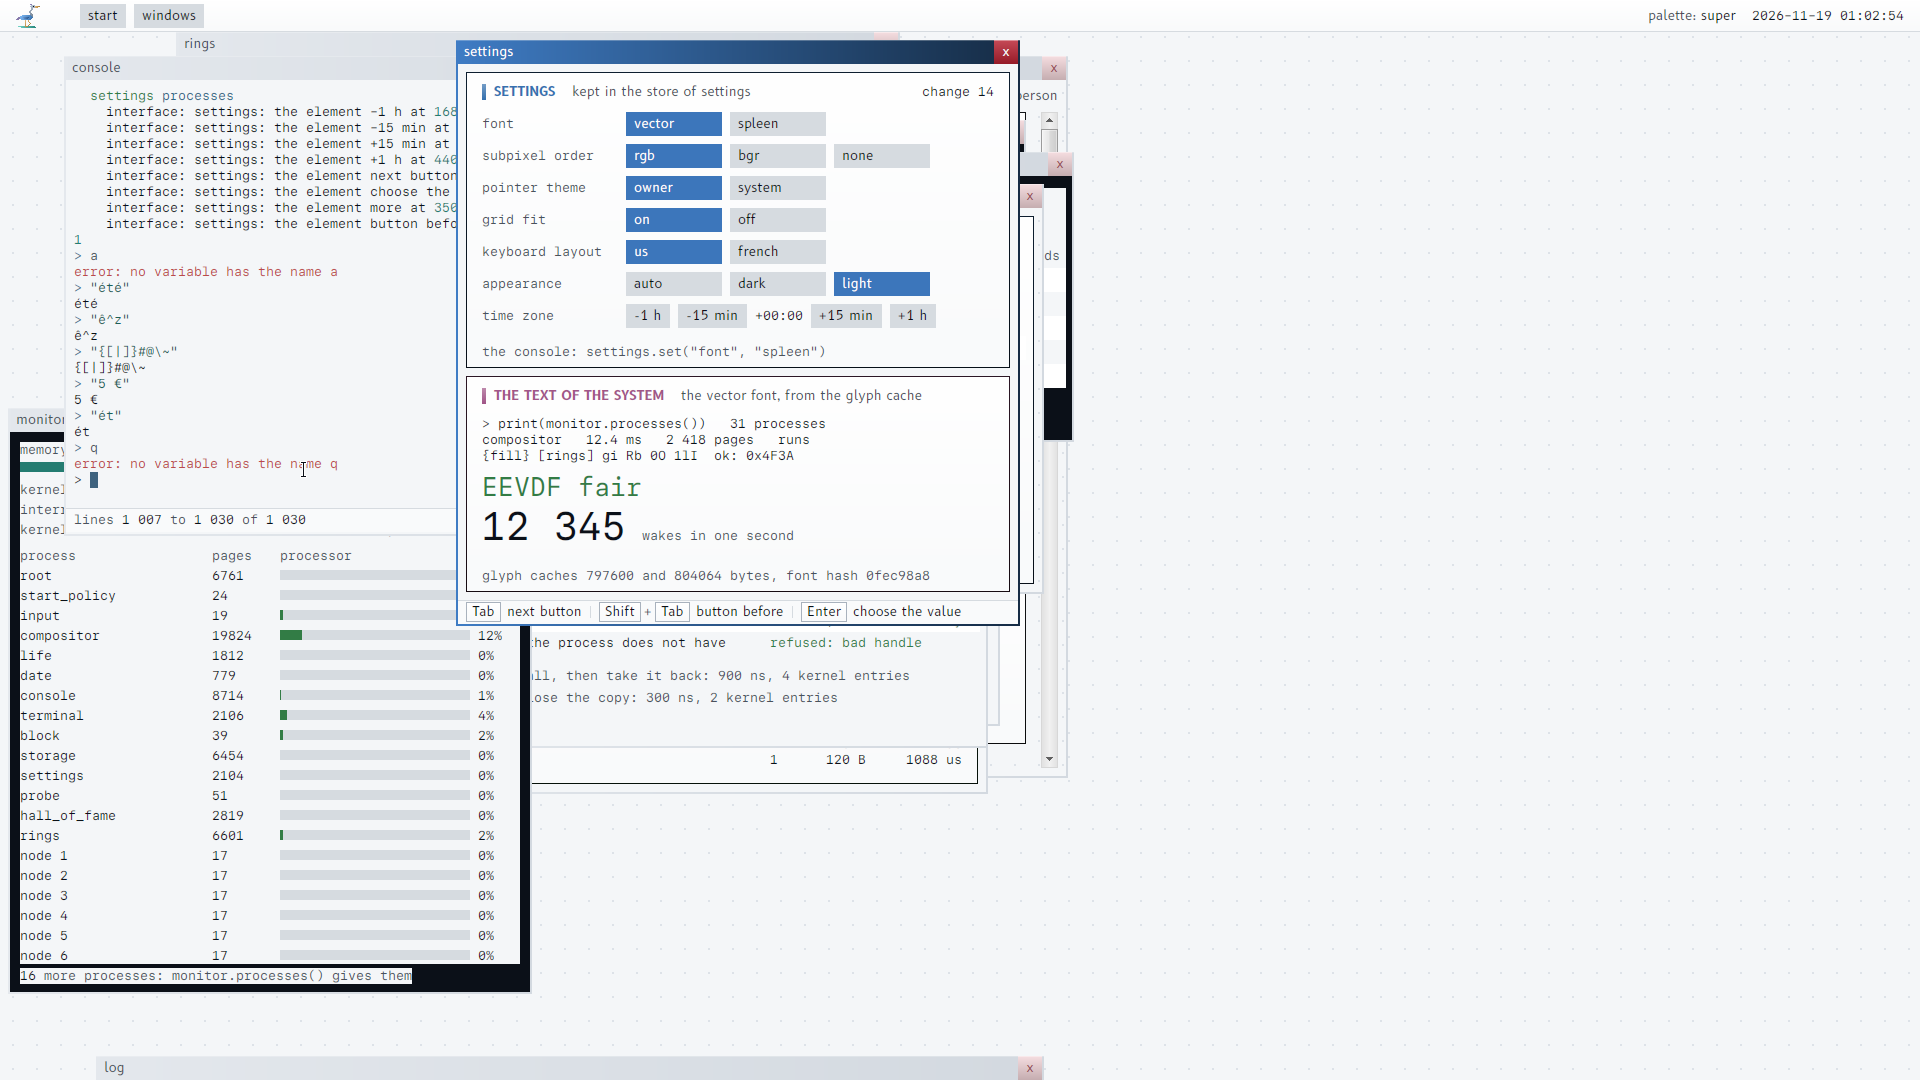 start windows palette: super 2026-11-19 01:02:54
rings
console x
settings processes
interface: settings: the element -1 h at 168
interface: settings: the element -15 min at
interface: settings: the element +15 min at
interface: settings: the element +1 h at 440
interface: settings: the element next button
interface: settings: the element choose the
interface: settings: the element more at 350
interface: settings: the element button befo
1
> a
error: no variable has the name a
> "été"
été
> "ê^z"
ê^z
> "{[|]}#@\~"
{[|]}#@\~
> "5 €"
5 €
> "ét"
ét
> q
error: no variable has the name q
>
lines 1 007 to 1 030 of 1 030
settings x
SETTINGS kept in the store of settings change 14
font vector spleen
subpixel order rgb bgr none
pointer theme owner system
grid fit on off
keyboard layout us french
appearance auto dark light
time zone -1 h -15 min +00:00 +15 min +1 h
the console: settings.set("font", "spleen")
THE TEXT OF THE SYSTEM the vector font, from the glyph cache
> print(monitor.processes()) 31 processes
compositor 12.4 ms 2 418 pages runs
{fill} [rings] gi Rb 0O 1lI ok: 0x4F3A
EEVDF fair
12 345 wakes in one second
glyph caches 797600 and 804064 bytes, font hash 0fec98a8
Tab next button Shift + Tab button before Enter choose the value
person
x
x
ds
the process does not have refused: bad handle
all, then take it back: 900 ns, 4 kernel entries
lose the copy: 300 ns, 2 kernel entries
1 120 B 1088 us
monitor
memory
kernel
inter
kernel
process pages processor
root 6761
start_policy 24
input 19
compositor 19824 12%
life 1812 0%
date 779 0%
console 8714 1%
terminal 2106 4%
block 39 2%
storage 6454 0%
settings 2104 0%
probe 51 0%
hall_of_fame 2819 0%
rings 6601 2%
node 1 17 0%
node 2 17 0%
node 3 17 0%
node 4 17 0%
node 5 17 0%
node 6 17 0%
16 more processes: monitor.processes() gives them
log x